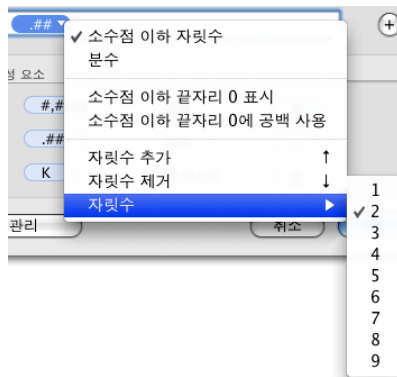 .##
✓ 소수점 이하 자릿수
분수
성 요소
소수점 이하 끝자리 0 표시
#,#
소수점 이하 끝자리 0에 공백 사용
.##
자릿수 추가 ↑
K
자릿수 제거 ↓
자릿수 ▶
1
✓ 2
관리
취소
3
4
5
6
7
8
9